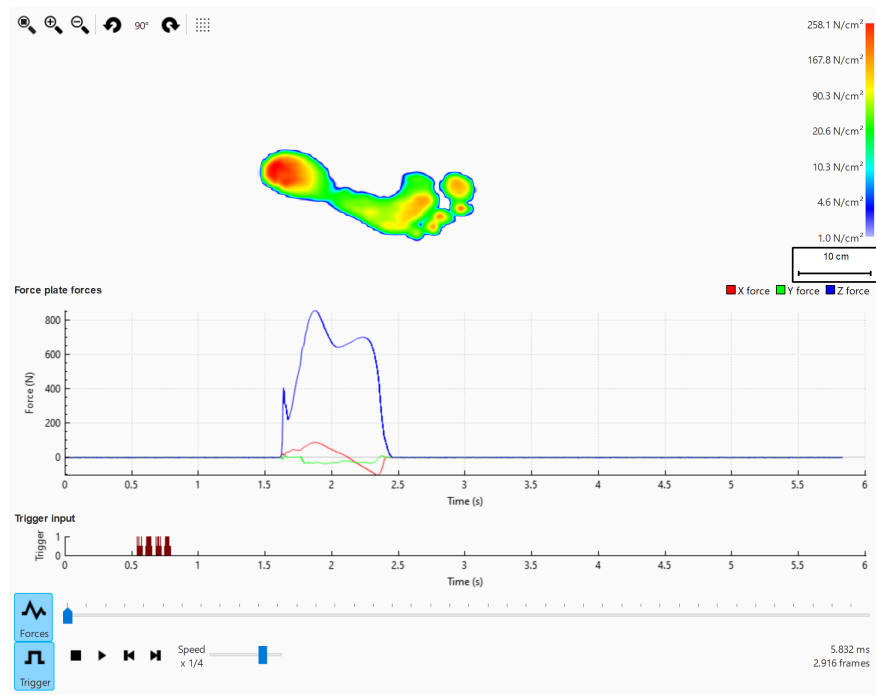 90°
258.1 N/cm²
167.8 N/cm²
90.3 N/cm²
20.6 N/cm²
10.3 N/cm²
4.6 N/cm²
1.0 N/cm²
10 cm
Force plate forces
X force Y force Z force
Force (N)
800
600
400
200
0
0 0.5 1 1.5 2 2.5 3 3.5 4 4.5 5 5.5 6
Time (s)
Trigger input
Trigger
1
0
0 0.5 1 1.5 2 2.5 3 3.5 4 4.5 5 5.5 6
Time (s)
Forces
Trigger
Speed
x 1/4
5.832 ms
2.916 frames